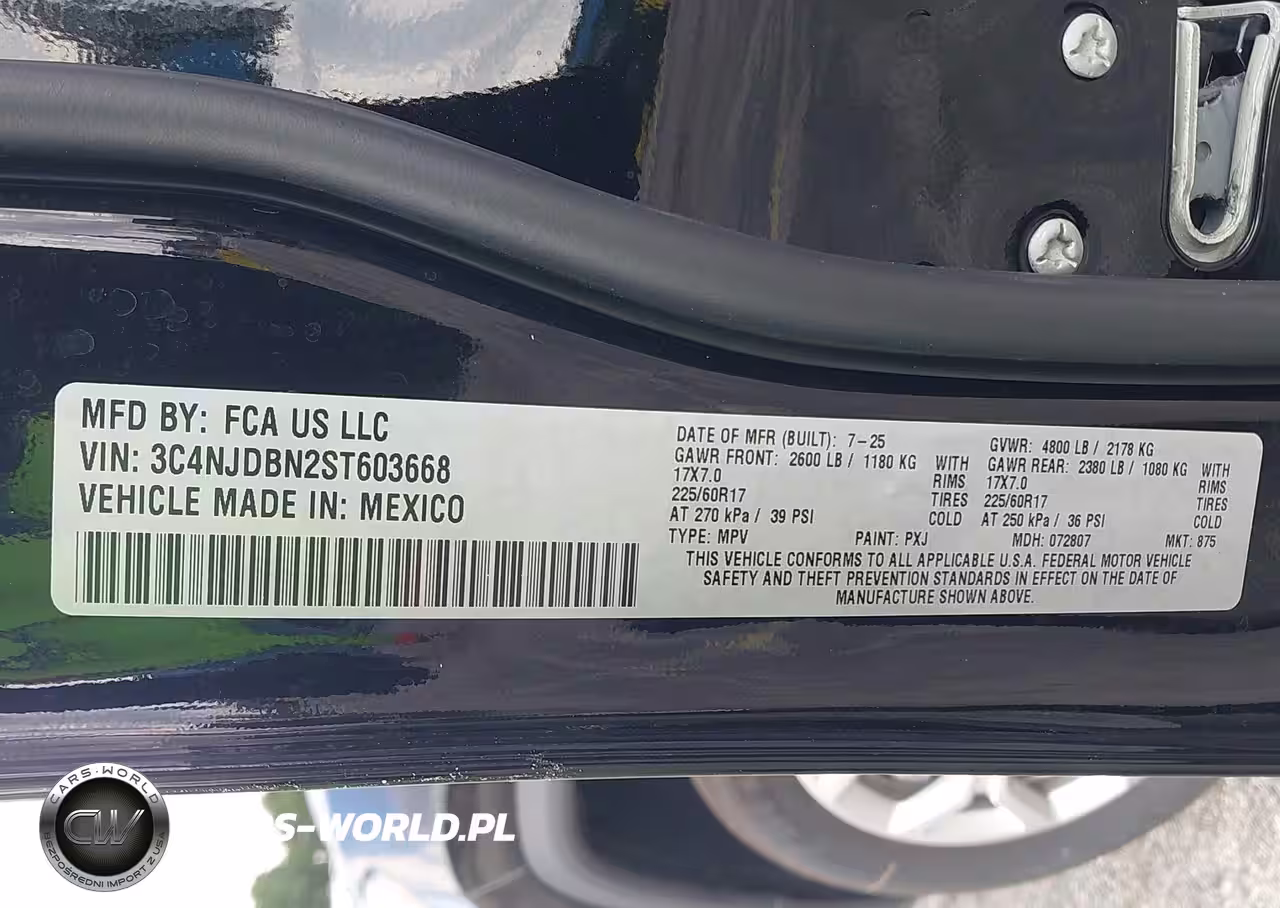 MFD BY: FCA US LLC
VIN: 3C4NJDBN2ST603668
VEHICLE MADE IN: MEXICO
DATE OF MFR (BUILT): 7-25
GAWR FRONT: 2600 LB / 1180 KG WITH
17X7.0 RIMS
225/60R17 TIRES
AT 270 kPa / 39 PSI COLD
GVWR: 4800 LB / 2178 KG
GAWR REAR: 2380 LB / 1080 KG WITH
17X7.0 RIMS
225/60R17 TIRES
AT 250 kPa / 36 PSI COLD
TYPE: MPV PAINT: PXJ MDH: 072807 MKT: 875
THIS VEHICLE CONFORMS TO ALL APPLICABLE U.S.A. FEDERAL MOTOR VEHICLE
SAFETY AND THEFT PREVENTION STANDARDS IN EFFECT ON THE DATE OF
MANUFACTURE SHOWN ABOVE.
CARS-WORLD
CW
BEZPOŚREDNI IMPORT Z USA
RS-WORLD.PL